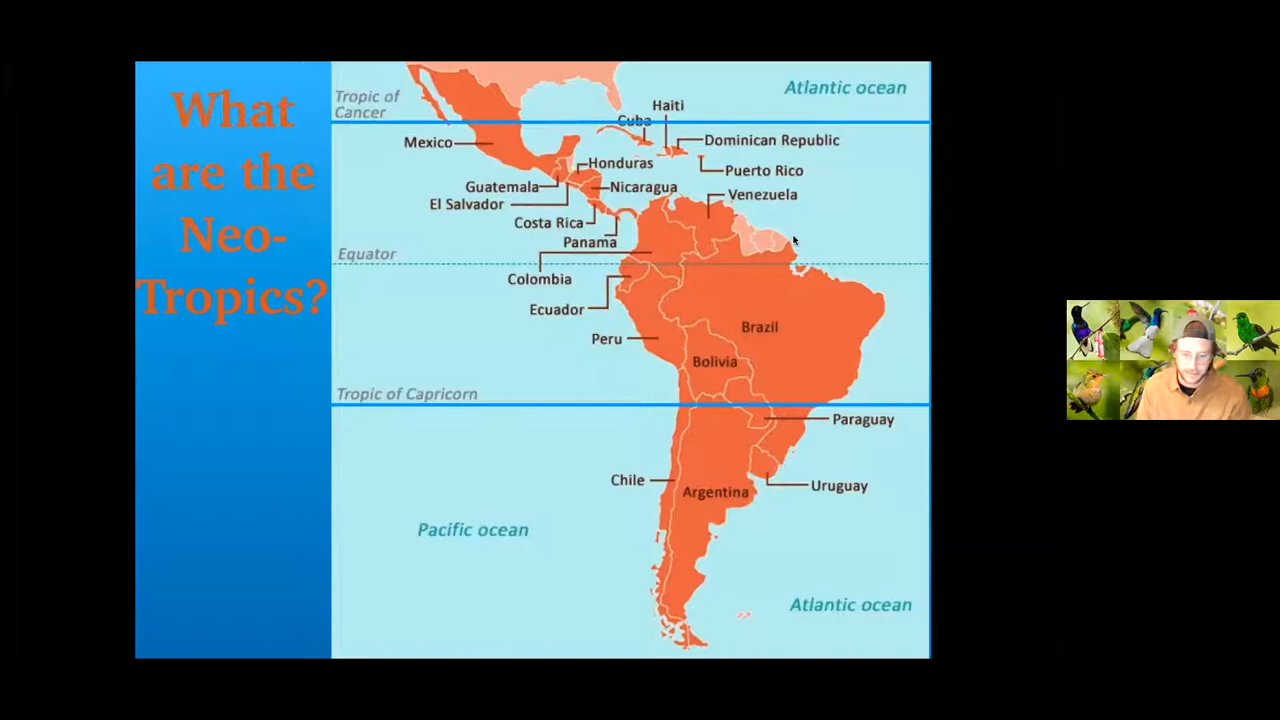 What
are the
Neo-
Tropics?
Atlantic ocean
Tropic of
Cancer
Haiti
Cuba
Mexico
Dominican Republic
Honduras
Puerto Rico
Guatemala
Nicaragua
Venezuela
El Salvador
Costa Rica
Panama
Equator
Colombia
Ecuador
Brazil
Peru
Bolivia
Tropic of Capricorn
Paraguay
Chile
Uruguay
Argentina
Pacific ocean
Atlantic ocean